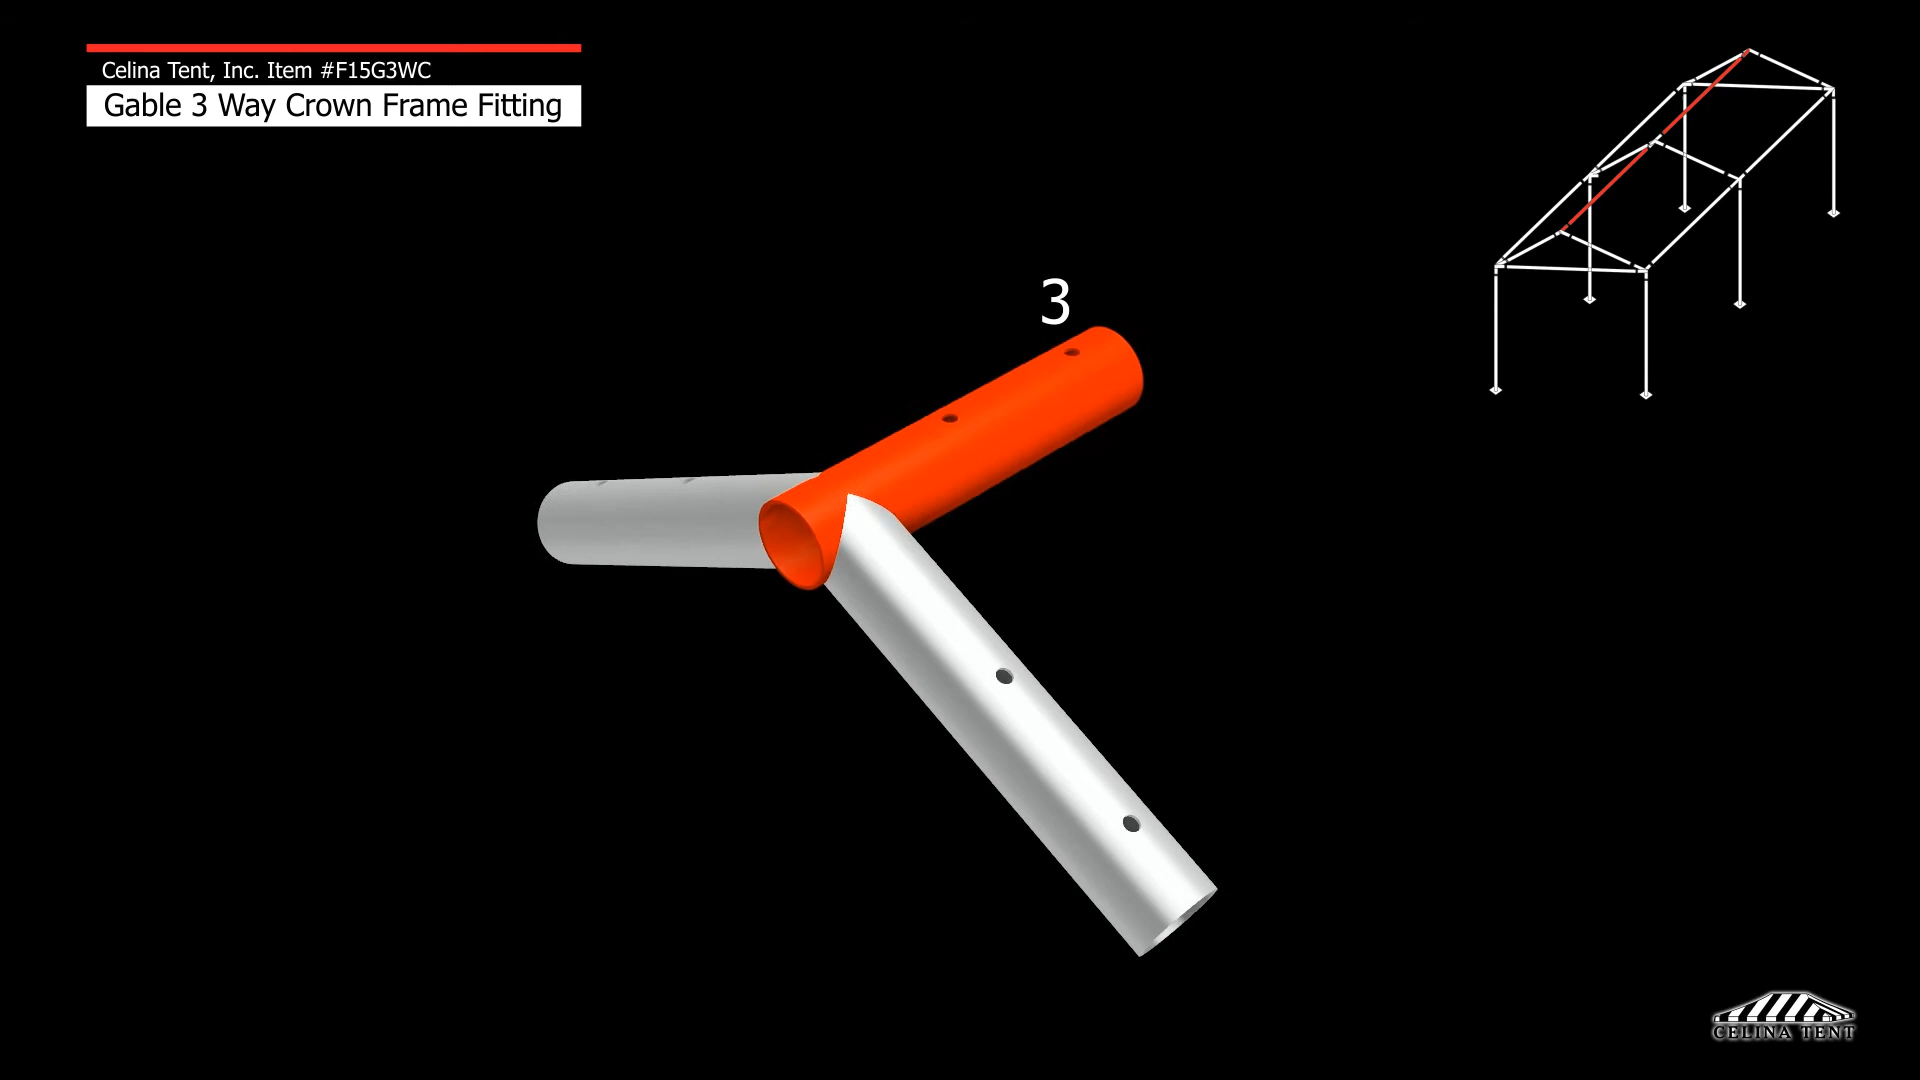 Celina Tent, Inc. Item #F15G3WC
Gable 3 Way Crown Frame Fitting
3
CELINA TENT